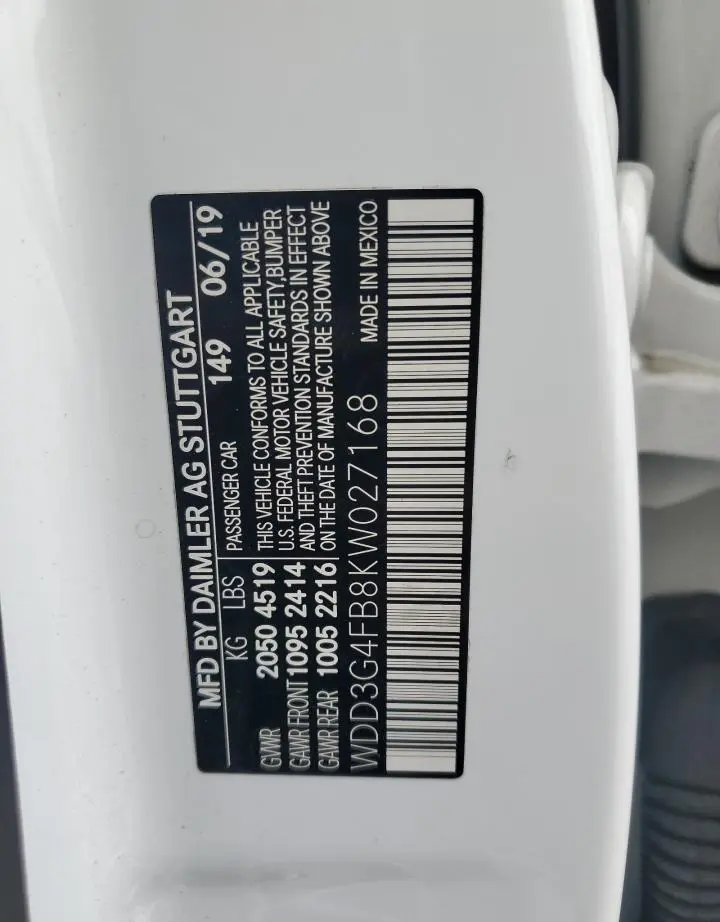 MFD BY DAIMLER AG STUTTGART
KG LBS PASSENGER CAR 149 06/19
GVWR 2050 4519 THIS VEHICLE CONFORMS TO ALL APPLICABLE
GAWR FRONT 1095 2414 U.S. FEDERAL MOTOR VEHICLE SAFETY,BUMPER
GAWR REAR 1005 2216 AND THEFT PREVENTION STANDARDS IN EFFECT
ON THE DATE OF MANUFACTURE SHOWN ABOVE
WDD3G4FB8KW027168 MADE IN MEXICO